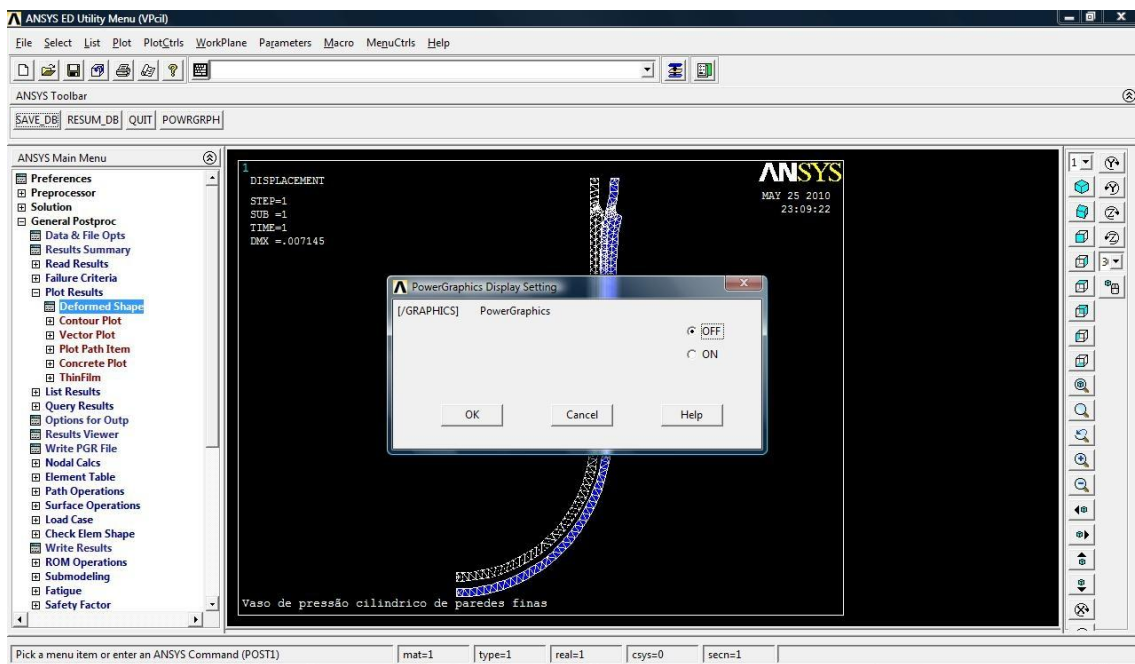 ANSYS ED Utility Menu (VPcil)
File Select List Plot PlotCtrls WorkPlane Parameters Macro MenuCtrls Help
ANSYS Toolbar
SAVE_DB RESUM_DB QUIT POWRGRPH
ANSYS Main Menu
Preferences
Preprocessor
Solution
General Postproc
Data & File Opts
Results Summary
Read Results
Failure Criteria
Plot Results
Deformed Shape
Contour Plot
Vector Plot
Plot Path Item
Concrete Plot
ThinFilm
List Results
Query Results
Options for Outp
Results Viewer
Write PGR File
Nodal Calcs
Element Table
Path Operations
Surface Operations
Load Case
Check Elem Shape
Write Results
ROM Operations
Submodeling
Fatigue
Safety Factor
1
DISPLACEMENT
STEP=1
SUB =1
TIME=1
DMX =.007145
ANSYS
MAY 25 2010
23:09:22
PowerGraphics Display Setting
[/GRAPHICS] PowerGraphics
OFF
ON
OK Cancel Help
Vaso de pressão cilindrico de paredes finas
1
3
Pick a menu item or enter an ANSYS Command (POST1) mat=1 type=1 real=1 csys=0 secn=1